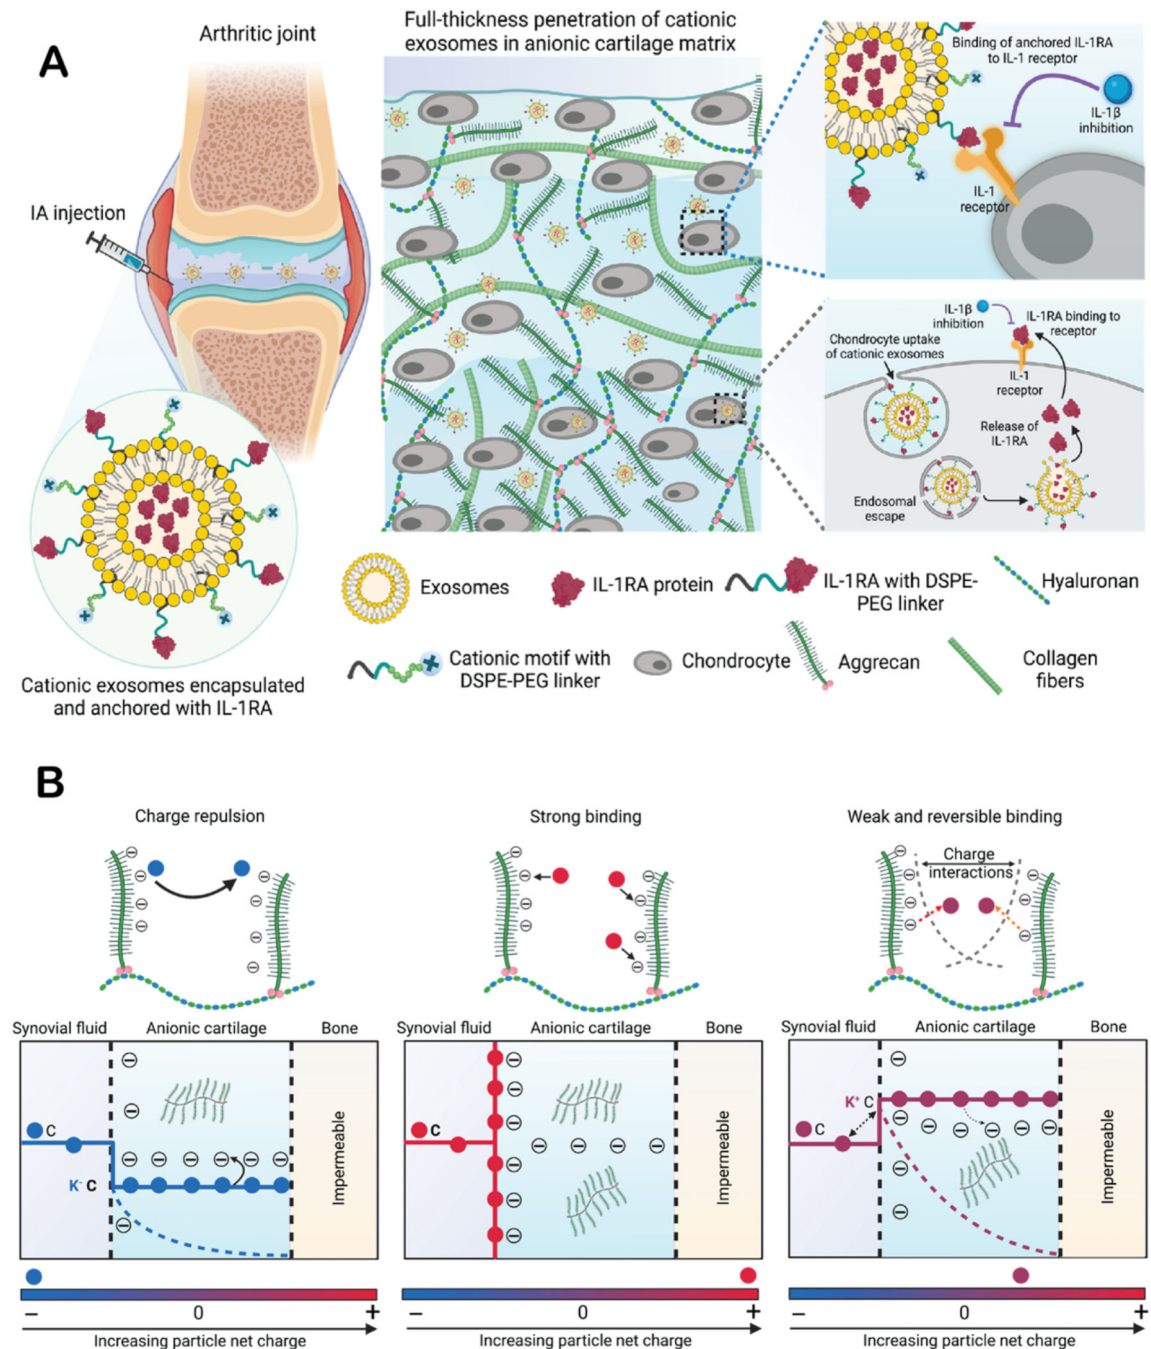 A
Arthritic joint
Full-thickness penetration of cationic
exosomes in anionic cartilage matrix
IA injection
Binding of anchored IL-1RA
to IL-1 receptor
IL-1β
inhibition
IL-1
receptor
IL-1β
inhibition
IL-1RA binding to
receptor
Chondrocyte uptake
of cationic exosomes
IL-1
receptor
Release of
IL-1RA
Endosomal
escape
Cationic exosomes encapsulated
and anchored with IL-1RA
Exosomes
IL-1RA protein
IL-1RA with DSPE-
PEG linker
Hyaluronan
Cationic motif with
DSPE-PEG linker
Chondrocyte
Aggrecan
Collagen
fibers
B
Charge repulsion
Synovial fluid
Anionic cartilage
Bone
C
K⁻ C
Impermeable
− 0 +
Increasing particle net charge
Strong binding
Synovial fluid
Anionic cartilage
Bone
C
Impermeable
− 0 +
Increasing particle net charge
Weak and reversible binding
Charge
interactions
Synovial fluid
Anionic cartilage
Bone
C
K⁺ C
Impermeable
− 0 +
Increasing particle net charge